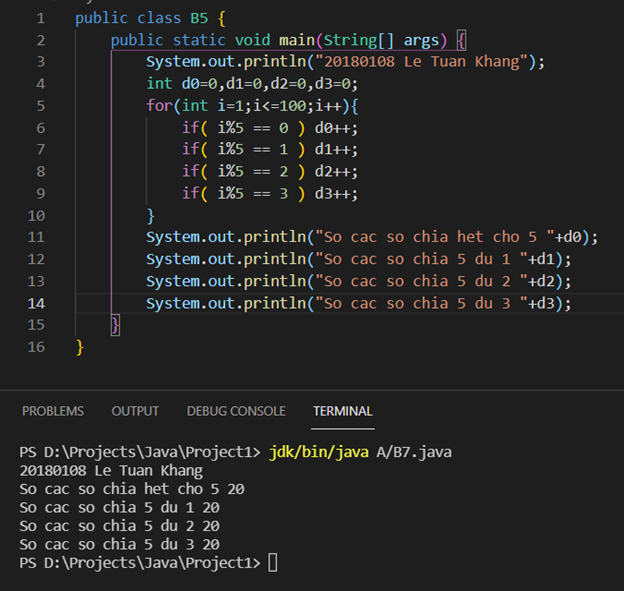 1 public class B5 {
2 public static void main(String[] args) {
3 System.out.println("20180108 Le Tuan Khang");
4 int d0=0,d1=0,d2=0,d3=0;
5 for(int i=1;i<=100;i++){
6 if( i%5 == 0 ) d0++;
7 if( i%5 == 1 ) d1++;
8 if( i%5 == 2 ) d2++;
9 if( i%5 == 3 ) d3++;
10 }
11 System.out.println("So cac so chia het cho 5 "+d0);
12 System.out.println("So cac so chia 5 du 1 "+d1);
13 System.out.println("So cac so chia 5 du 2 "+d2);
14 System.out.println("So cac so chia 5 du 3 "+d3);
15 }
16 }
PROBLEMS OUTPUT DEBUG CONSOLE TERMINAL
PS D:\Projects\Java\Project1> jdk/bin/java A/B7.java
20180108 Le Tuan Khang
So cac so chia het cho 5 20
So cac so chia 5 du 1 20
So cac so chia 5 du 2 20
So cac so chia 5 du 3 20
PS D:\Projects\Java\Project1>